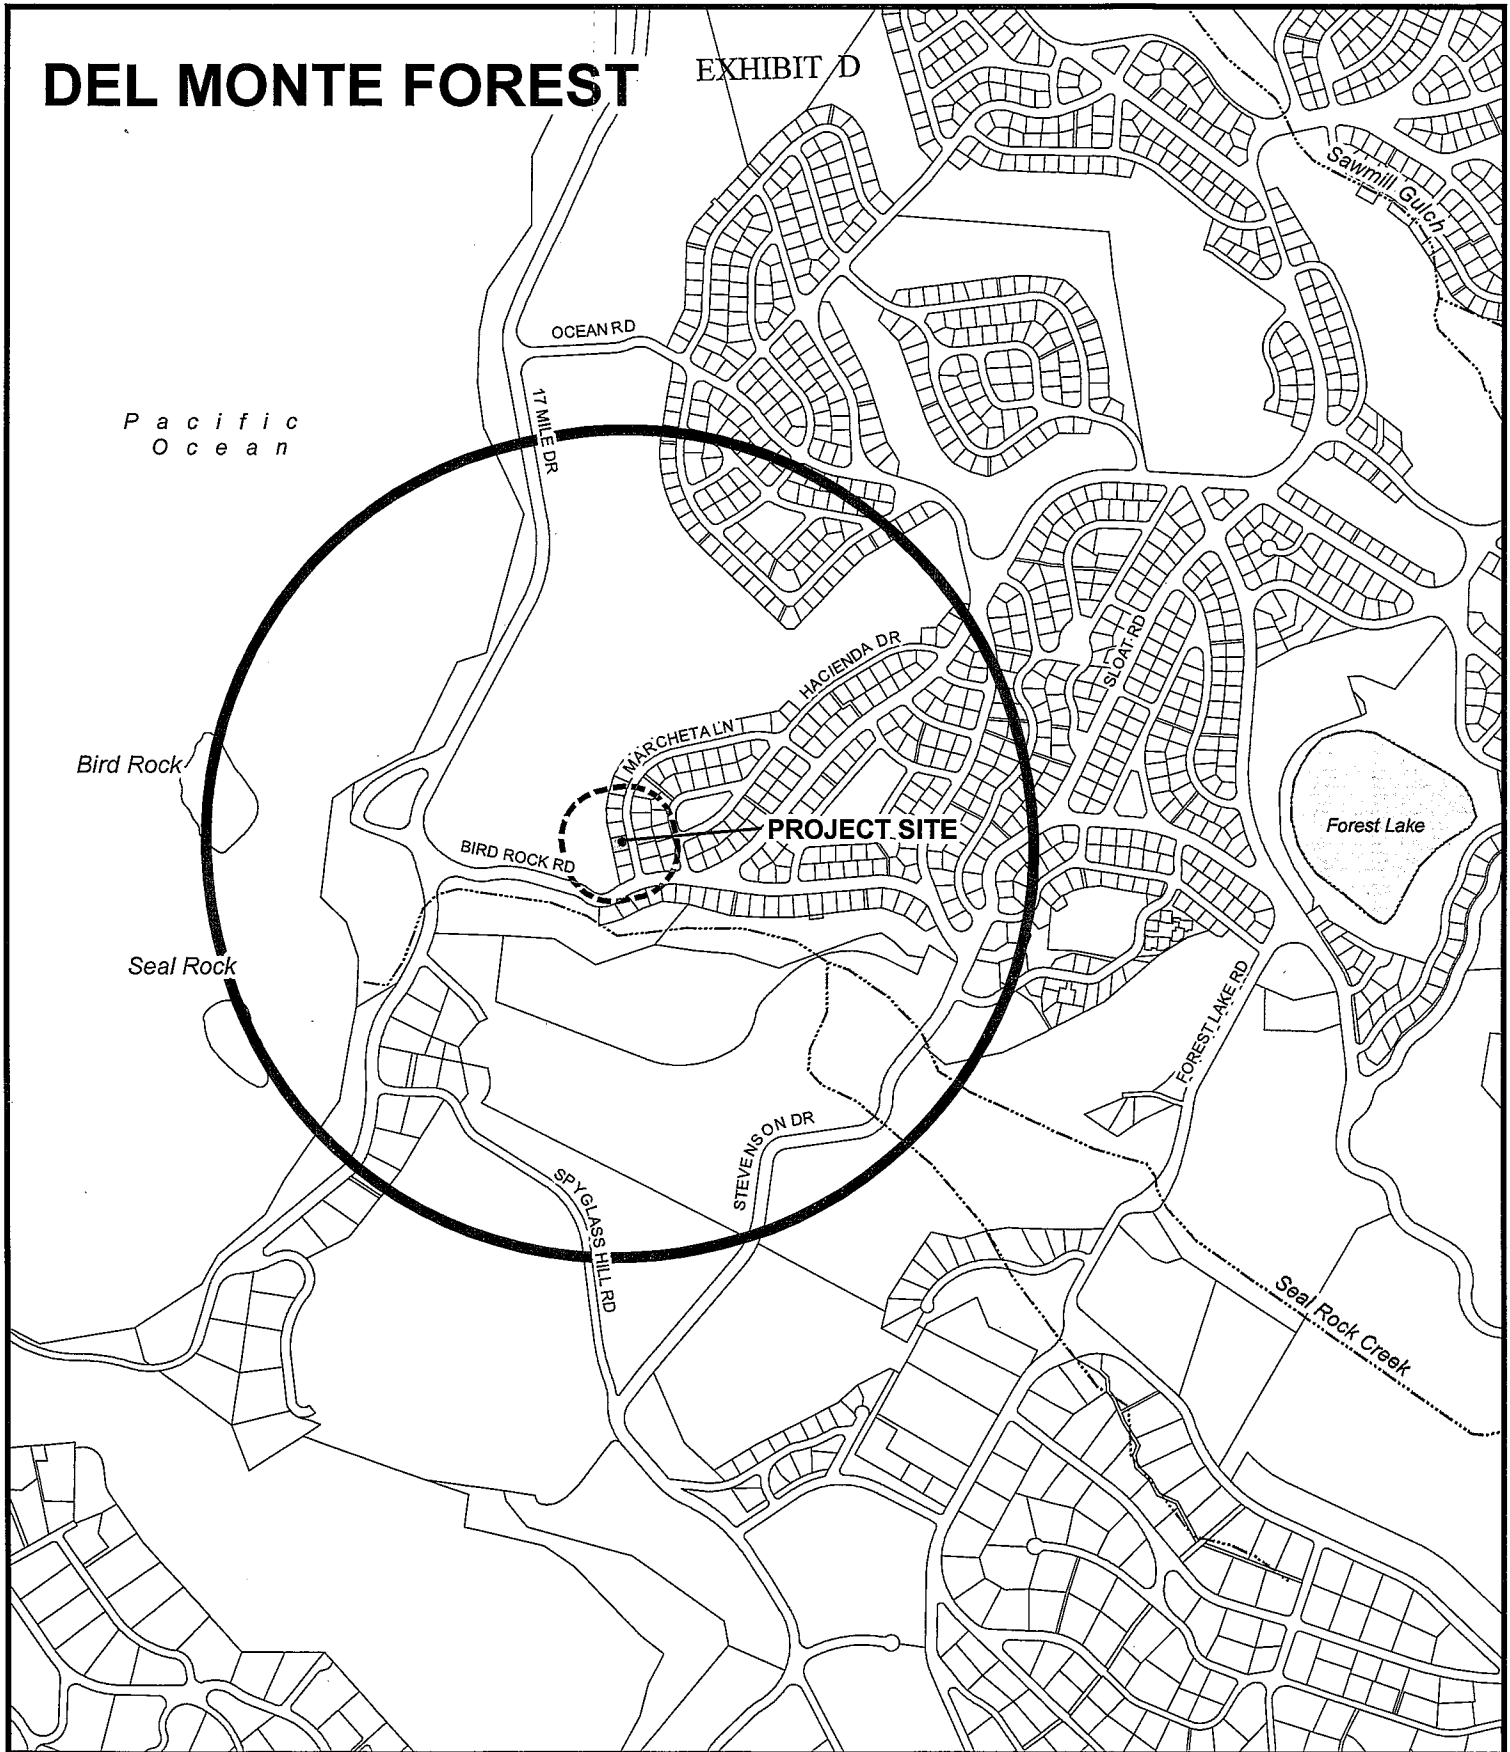 DEL MONTE FOREST
EXHIBIT D
Sawmill Gulch
OCEAN RD
17 MILE DR
Pacific
Ocean
HACIENDA DR
SLOAT RD
MARCHETA LN
Bird Rock
PROJECT SITE
Forest Lake
BIRD ROCK RD
Seal Rock
FOREST LAKE RD
STEVENSON DR
SPYGLASS HILL RD
Seal Rock Creek